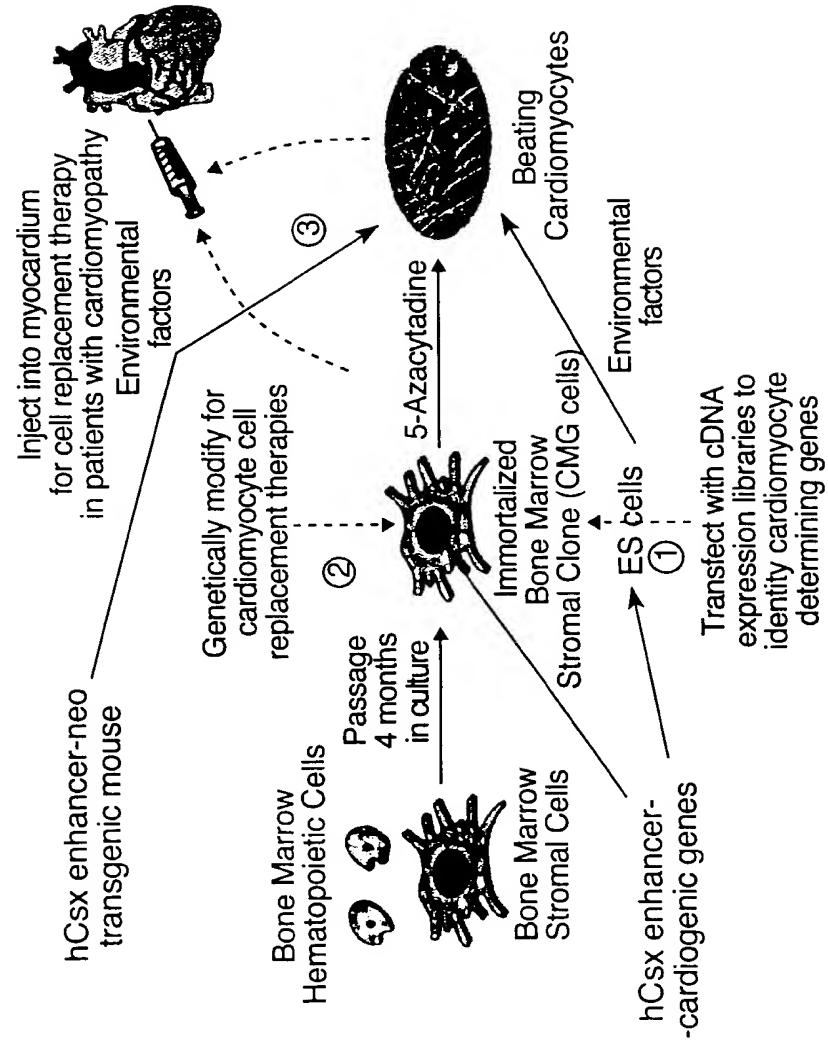 hCsx enhancer-neo
transgenic mouse
Inject into myocardium
for cell replacement therapy
in patients with cardiomyopathy
Environmental
factors
③
Genetically modify for
cardiomyocyte cell
replacement therapies
②
Bone Marrow
Hematopoietic Cells
Passage
4 months
in culture
5-Azacytadine
Bone Marrow
Stromal Cells
Immortalized
Bone Marrow
Stromal Clone (CMG cells)
Beating
Cardiomyocytes
Environmental
factors
ES cells
①
hCsx enhancer-
-cardiogenic genes
Transfect with cDNA
expression libraries to
identity cardiomyocyte
determining genes